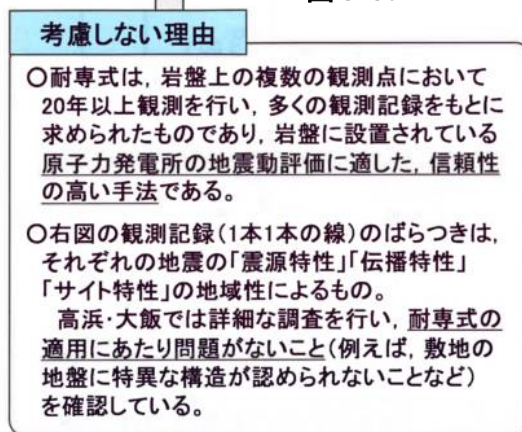 考慮しない理由
○耐専式は，岩盤上の複数の観測点において
20年以上観測を行い，多くの観測記録をもとに
求められたものであり，岩盤に設置されている
原子力発電所の地震動評価に適した，信頼性
の高い手法である。
○右図の観測記録（1本1本の線）のばらつきは，
それぞれの地震の「震源特性」「伝播特性」
「サイト特性」の地域性によるもの。
高浜・大飯では詳細な調査を行い，耐専式の
適用にあたり問題がないこと（例えば，敷地の
地盤に特異な構造が認められないことなど）
を確認している。